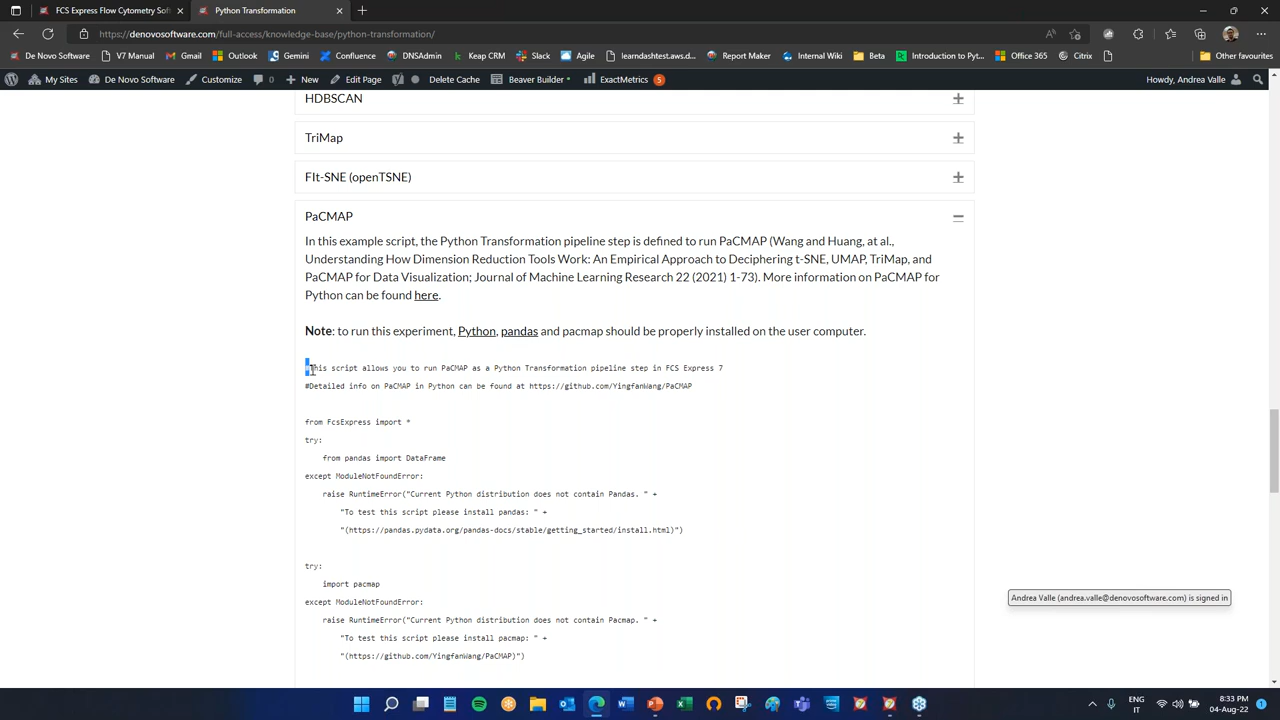 FCS Express Flow Cytometry Sof
Python Transformation
https://denovosoftware.com/full-access/knowledge-base/python-transformation/
De Novo Software
V7 Manual
Gmail
Outlook
Gemini
DNSAdmin
Keap CRM
Slack
Agile
learndashtest.aws.d...
Report Maker
Internal Wiki
Beta
Introduction to Pyt...
Office 365
Citrix
Other favourites
My Sites
De Novo Software
Customize
0
New
Edit Page
Delete Cache
Beaver Builder
ExactMetrics
5
Howdy, Andrea Valle
HDBSCAN
TriMap
FIt-SNE (openTSNE)
PaCMAP
In this example script, the Python Transformation pipeline step is defined to run PaCMAP (Wang and Huang, at al.,
Understanding How Dimension Reduction Tools Work: An Empirical Approach to Deciphering t-SNE, UMAP, TriMap, and
PaCMAP for Data Visualization; Journal of Machine Learning Research 22 (2021) 1-73). More information on PaCMAP for
Python can be found here.
Note: to run this experiment, Python, pandas and pacmap should be properly installed on the user computer.
#This script allows you to run PaCMAP as a Python Transformation pipeline step in FCS Express 7
#Detailed info on PaCMAP in Python can be found at https://github.com/YingfanWang/PaCMAP
from FcsExpress import *
try:
from pandas import DataFrame
except ModuleNotFoundError:
raise RuntimeError("Current Python distribution does not contain Pandas. " +
"To test this script please install pandas: " +
"(https://pandas.pydata.org/pandas-docs/stable/getting_started/install.html)")
try:
import pacmap
except ModuleNotFoundError:
raise RuntimeError("Current Python distribution does not contain Pacmap. " +
"To test this script please install pacmap: " +
"(https://github.com/YingfanWang/PaCMAP)")
Andrea Valle (andrea.valle@denovosoftware.com) is signed in
ENG
IT
8:33 PM
04-Aug-22